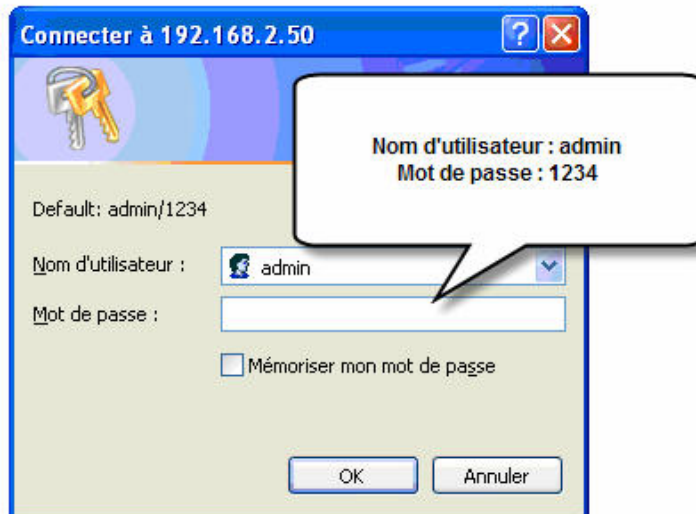 Connecter à 192.168.2.50
Nom d'utilisateur : admin
Mot de passe : 1234
Default: admin/1234
Nom d'utilisateur :
admin
Mot de passe :
Mémoriser mon mot de passe
OK
Annuler